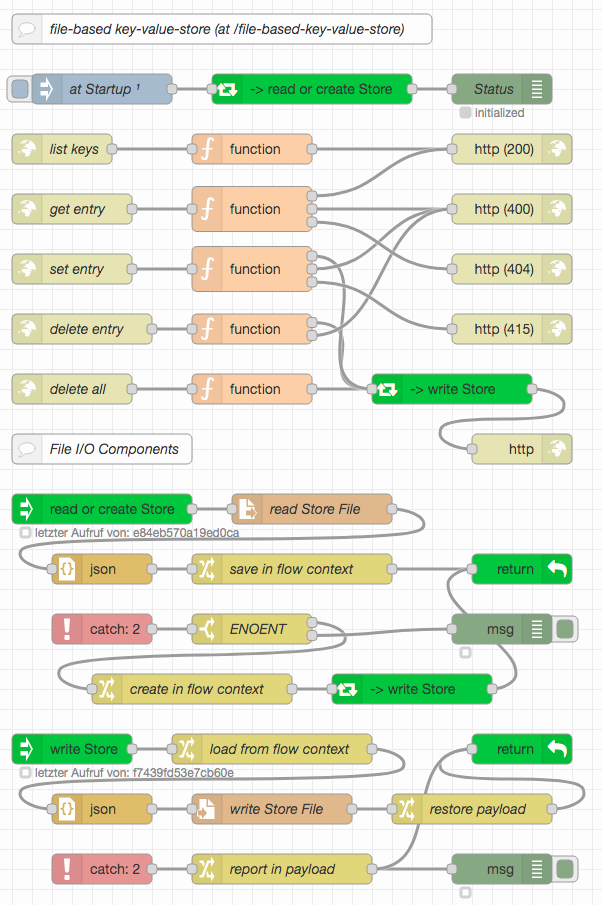 file-based key-value-store (at /file-based-key-value-store)
at Startup ¹ -> read or create Store Status
initialized
list keys function http (200)
get entry function http (400)
set entry function http (404)
delete entry function http (415)
delete all function -> write Store
File I/O Components http
read or create Store read Store File
letzter Aufruf von: e84eb570a19ed0ca
json save in flow context return
catch: 2 ENOENT msg
create in flow context -> write Store
write Store load from flow context return
letzter Aufruf von: f7439fd53e7cb60e
json write Store File restore payload
catch: 2 report in payload msg